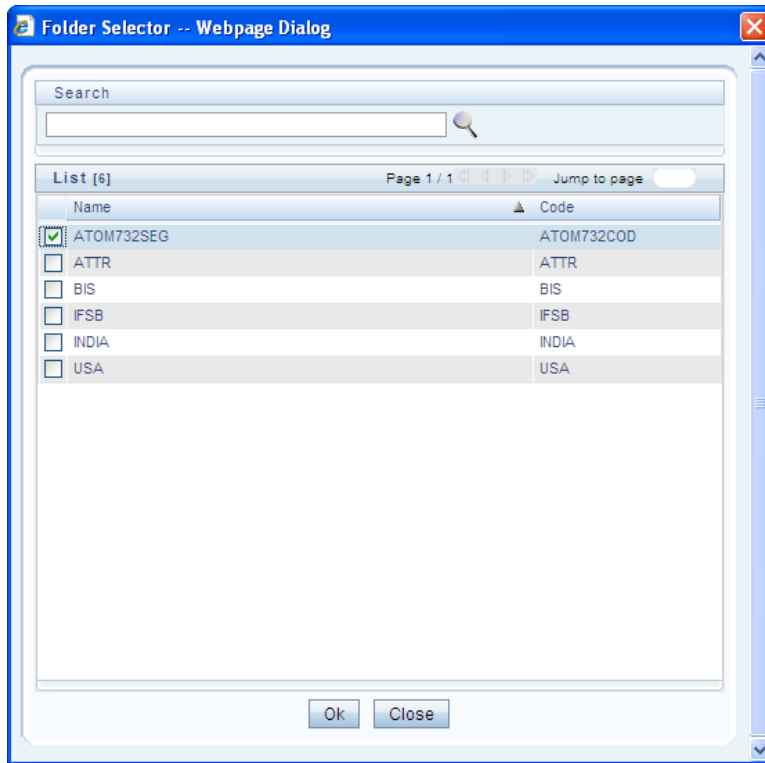 Folder Selector -- Webpage Dialog
Search
List [6] Page 1 / 1 Jump to page
Name Code
ATOM732SEG ATOM732COD
ATTR ATTR
BIS BIS
IFSB IFSB
INDIA INDIA
USA USA
Ok Close